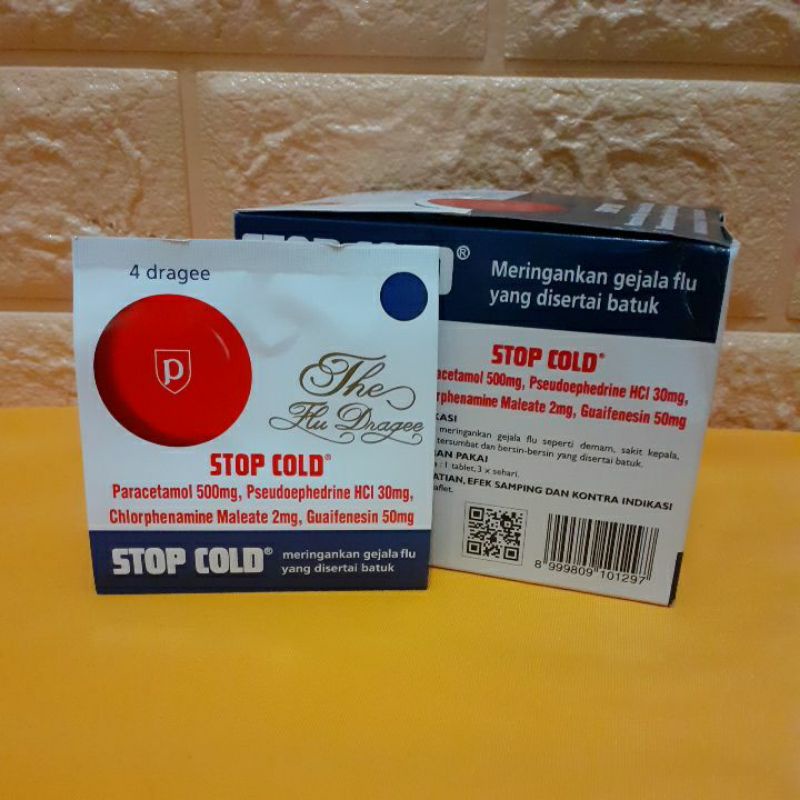 4 dragee
p
The
Flu Dragee
STOP COLD®
Paracetamol 500mg, Pseudoephedrine HCl 30mg,
Chlorphenamine Maleate 2mg, Guaifenesin 50mg
STOP COLD® meringankan gejala flu
yang disertai batuk
STOP ®
Meringankan gejala flu
yang disertai batuk
STOP COLD®
acetamol 500mg, Pseudoephedrine HCl 30mg,
rphenamine Maleate 2mg, Guaifenesin 50mg
KASI
meringankan gejala flu seperti demam, sakit kepala,
tersumbat dan bersin-bersin yang disertai batuk.
AN PAKAI
: 1 tablet, 3 x sehari.
ATIAN, EFEK SAMPING DAN KONTRA INDIKASI
aflet.
8 999809 101297